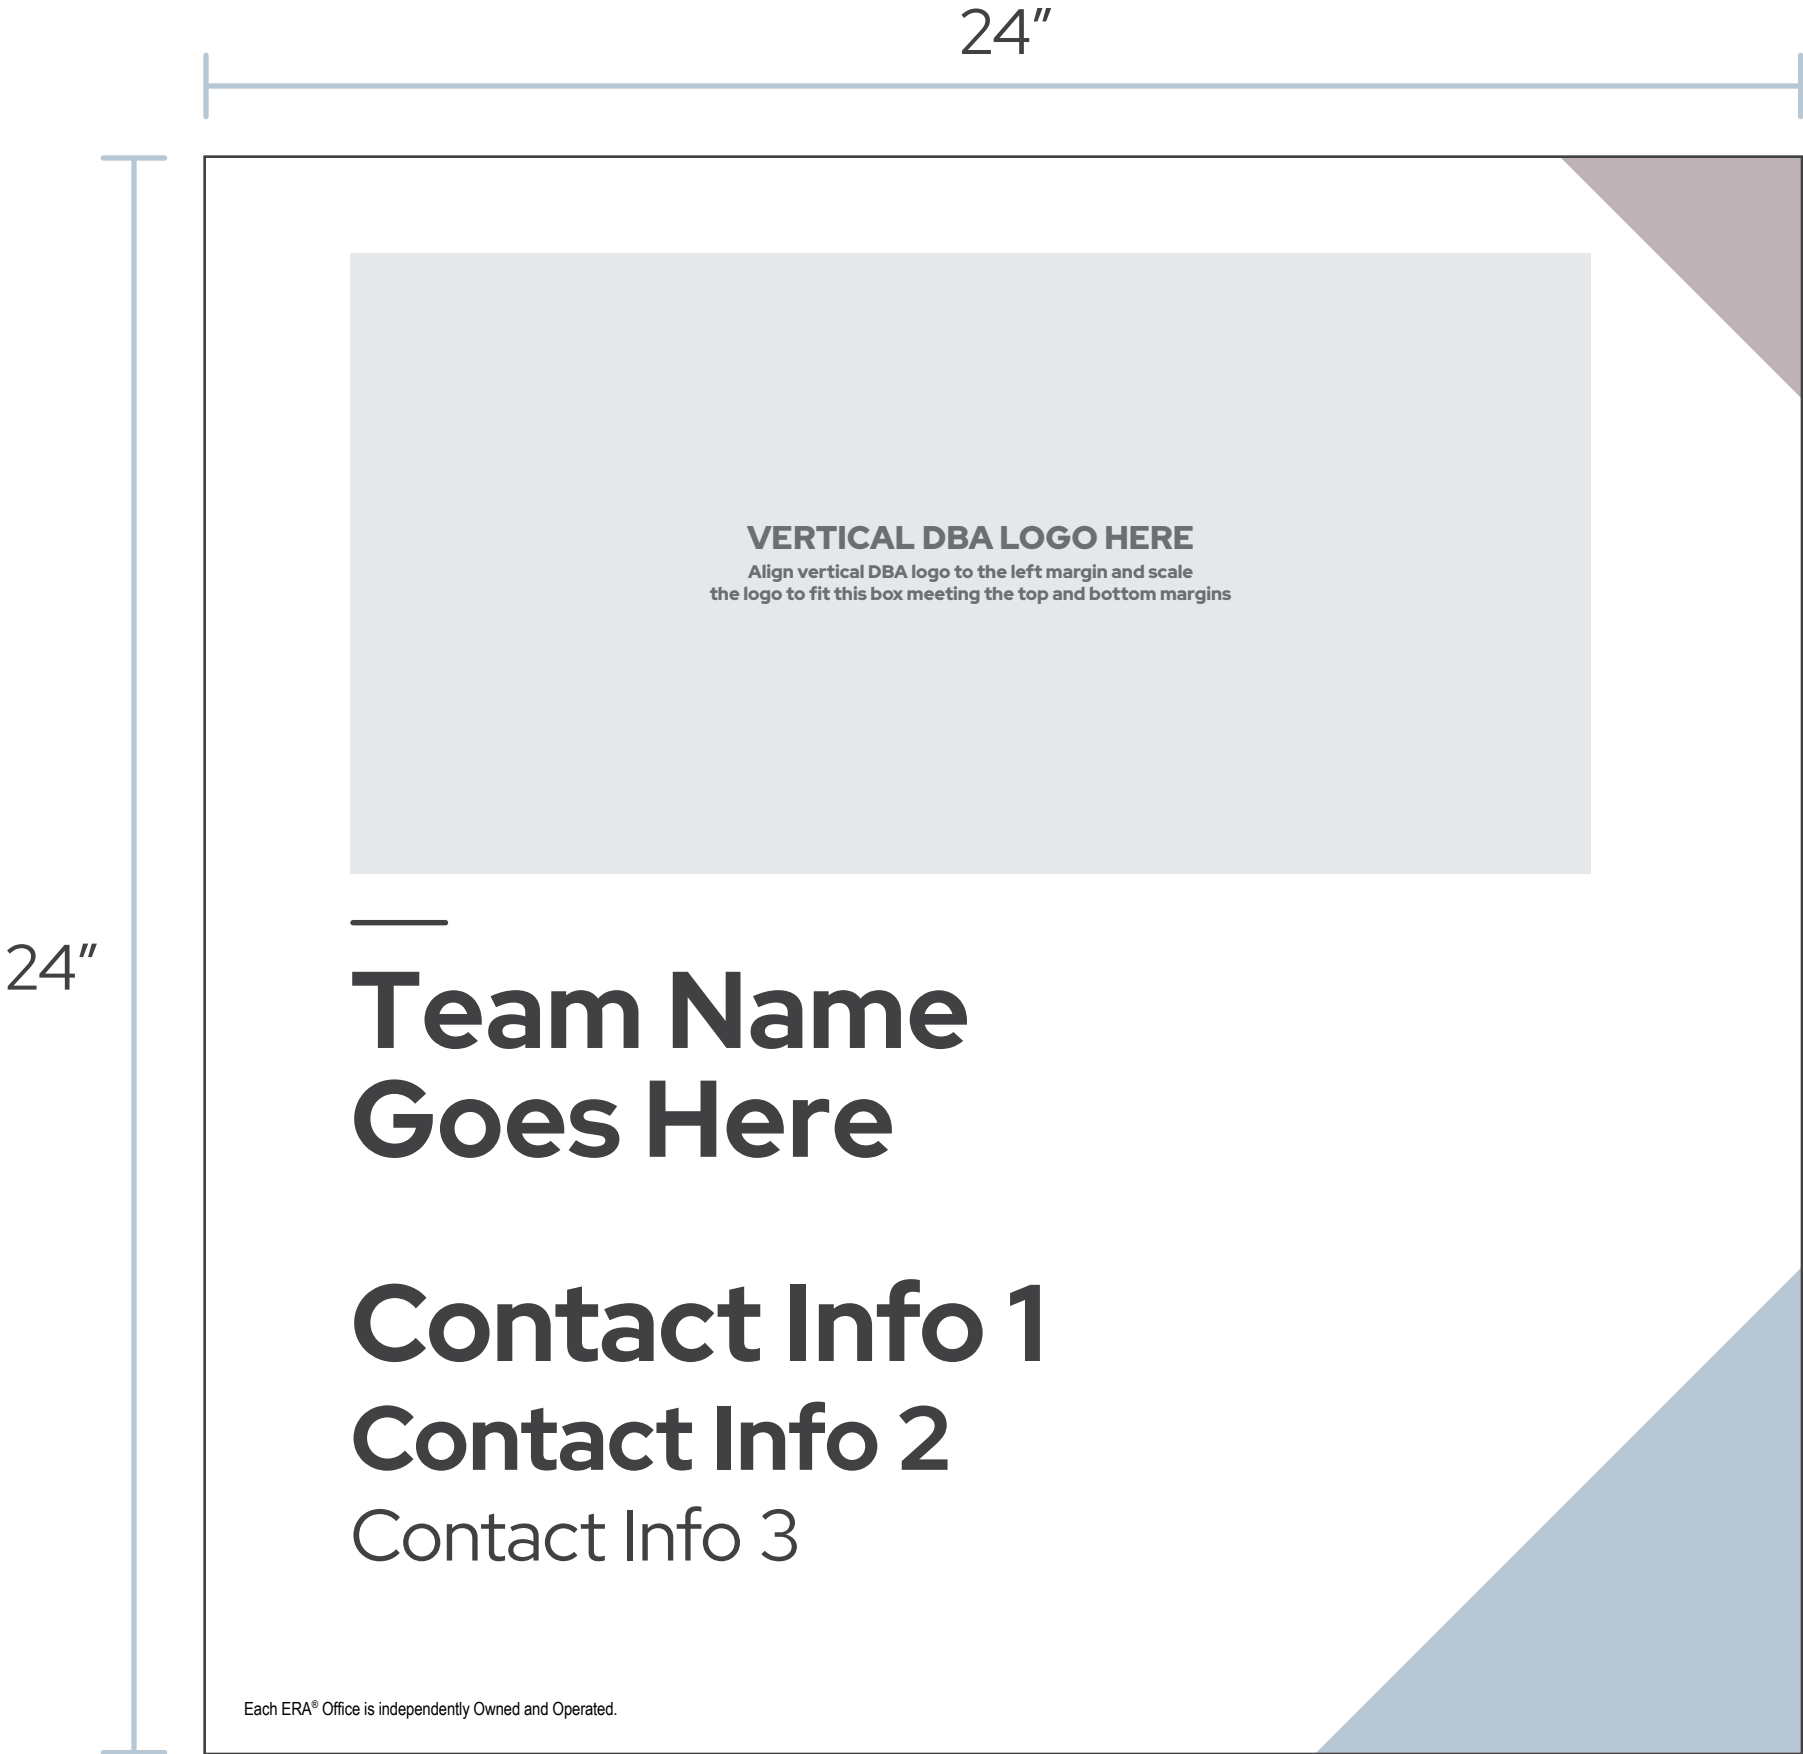 24”
VERTICAL DBA LOGO HERE
Align vertical DBA logo to the left margin and scale
the logo to fit this box meeting the top and bottom margins
24”
Team Name
Goes Here
Contact Info 1
Contact Info 2
Contact Info 3
Each ERA® Office is independently Owned and Operated.